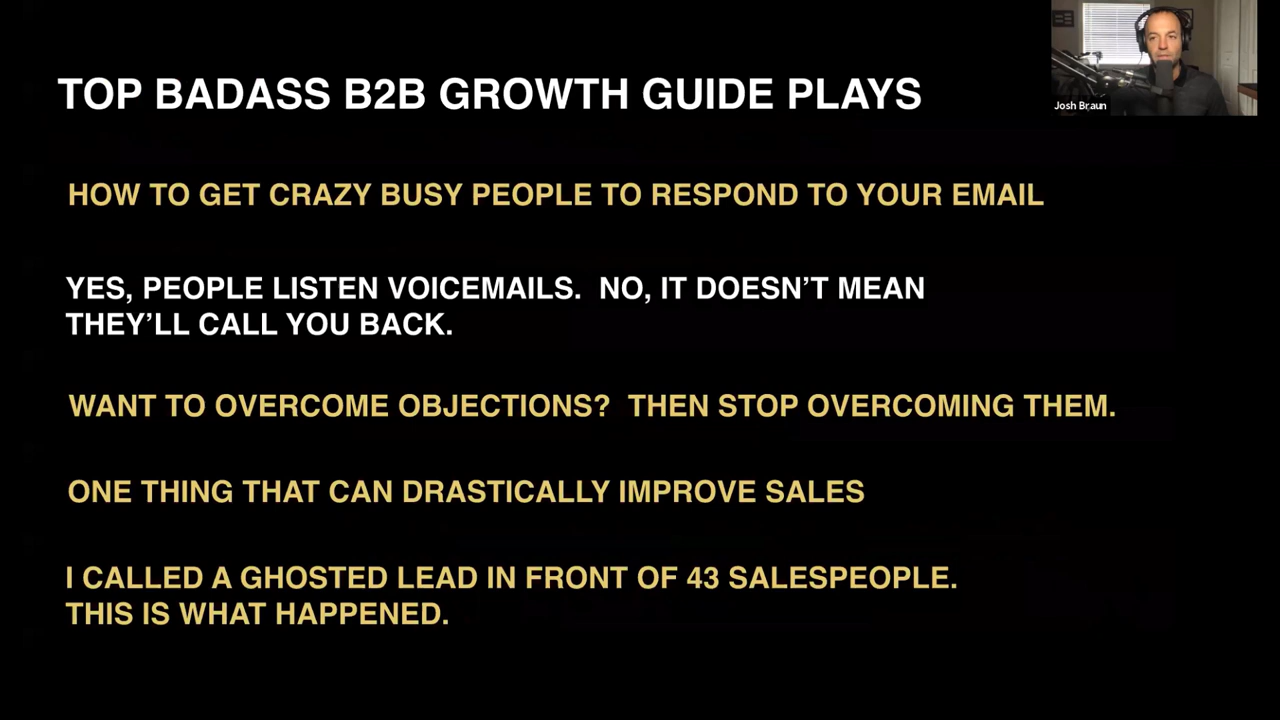 TOP BADASS B2B GROWTH GUIDE PLAYS
Josh Braun
HOW TO GET CRAZY BUSY PEOPLE TO RESPOND TO YOUR EMAIL
YES, PEOPLE LISTEN VOICEMAILS.  NO, IT DOESN’T MEAN
THEY’LL CALL YOU BACK.
WANT TO OVERCOME OBJECTIONS?  THEN STOP OVERCOMING THEM.
ONE THING THAT CAN DRASTICALLY IMPROVE SALES
I CALLED A GHOSTED LEAD IN FRONT OF 43 SALESPEOPLE.
THIS IS WHAT HAPPENED.